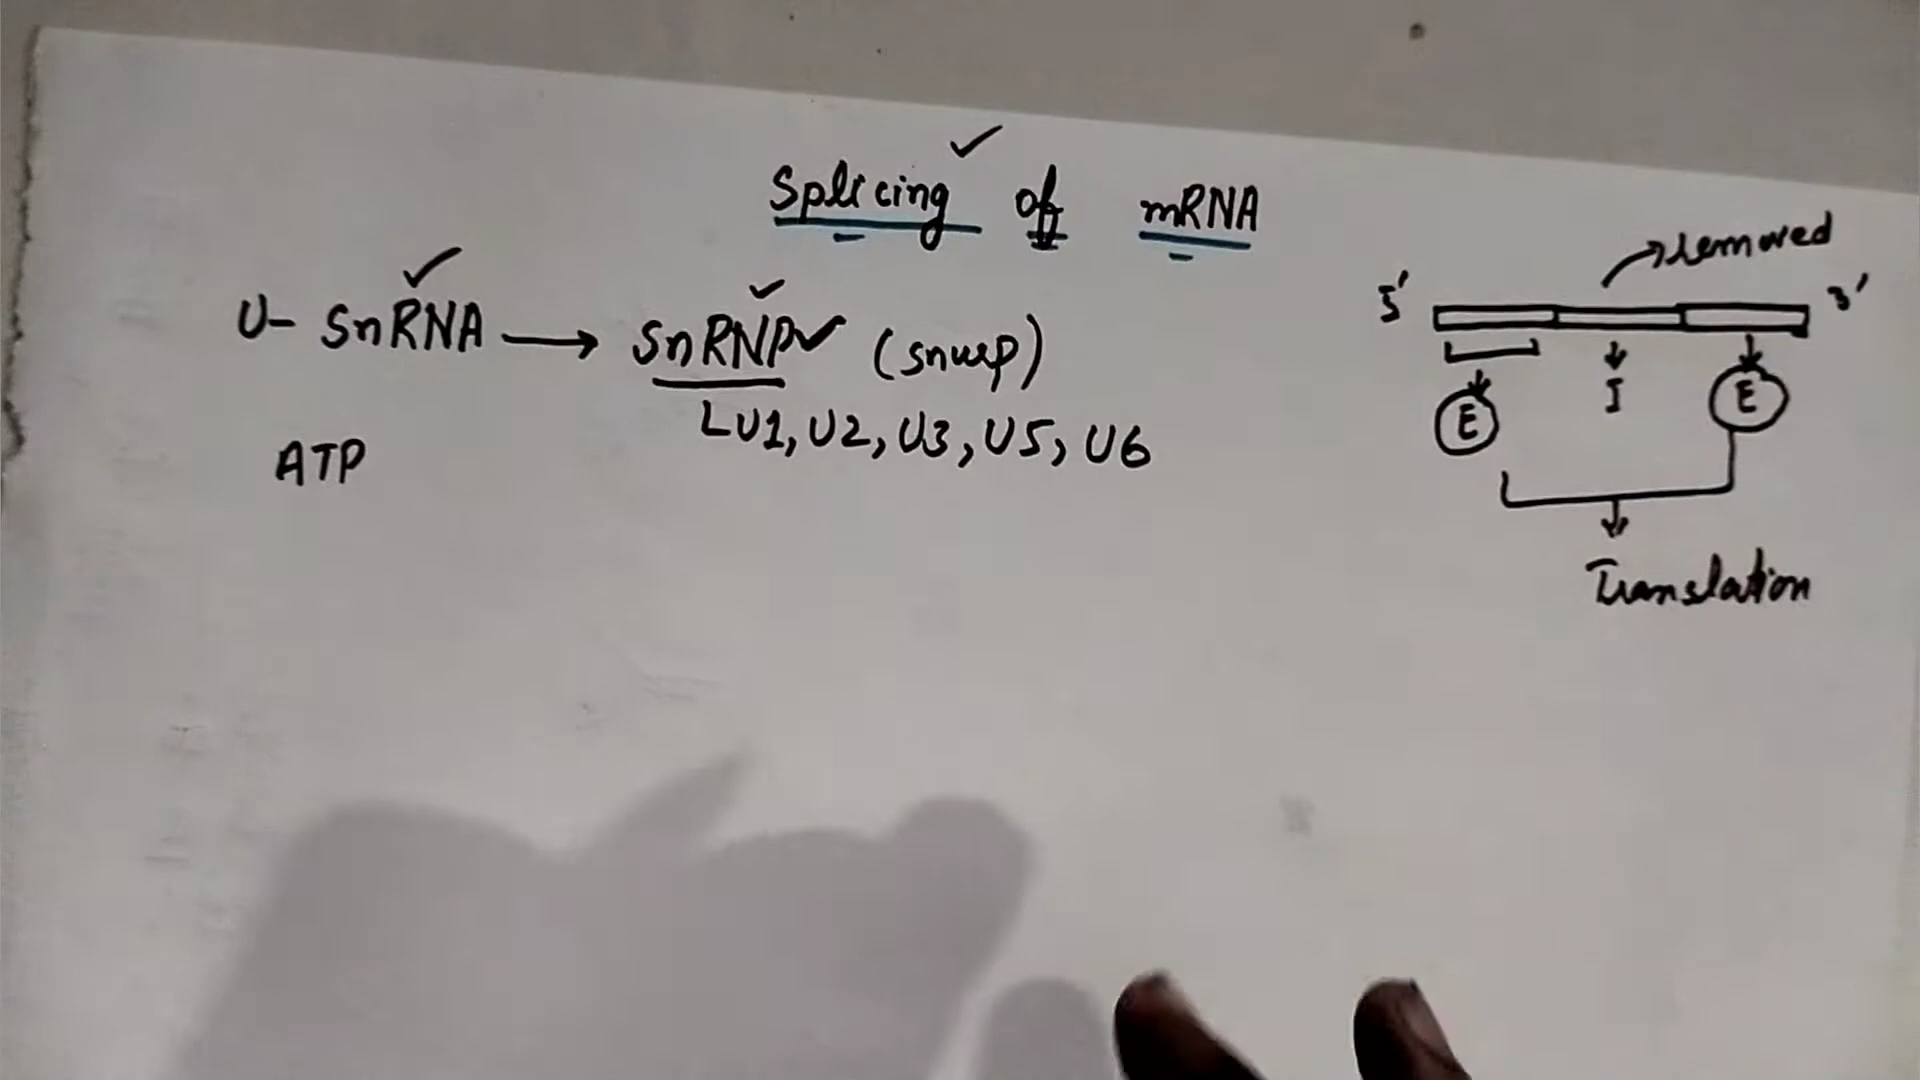 Splicing of mRNA
U- SnRNA → SnRNP (snurp)
U1, U2, U3, U5, U6
ATP
removed
5' 3'
E I E
Translation